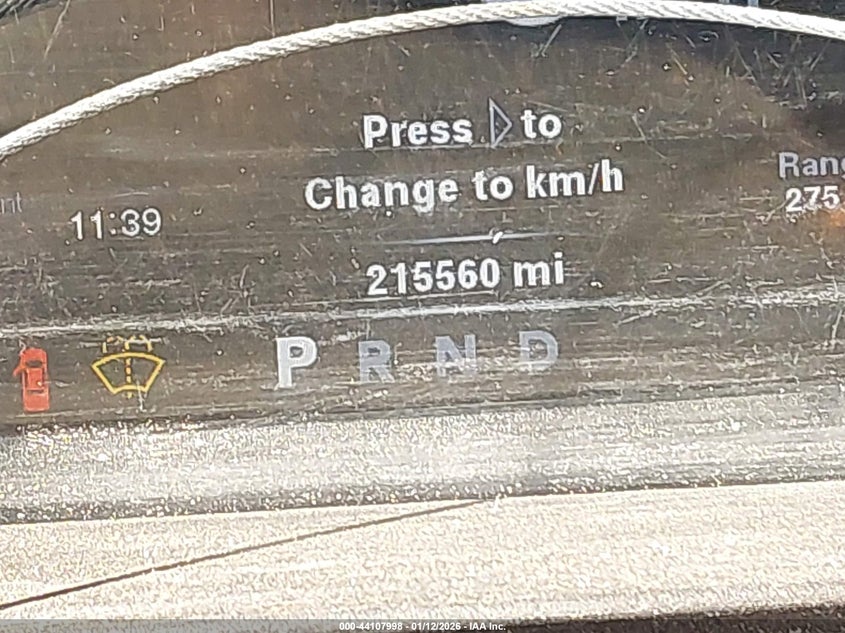 Press ▷ to
Change to km/h
11:39
Rang
275
215560 mi
P R N D
000-44107998 - 01/12/2026 - IAA Inc.